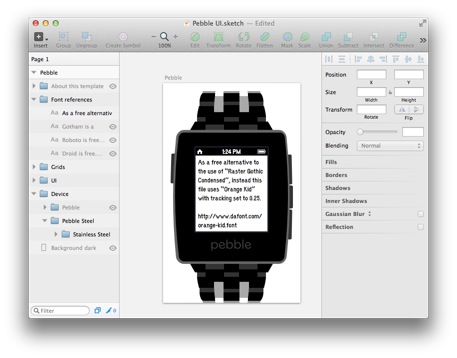 Pebble UI.sketch — Edited
Insert
Group
Ungroup
Create Symbol
100%
Edit
Transform
Rotate
Flatten
Mask
Scale
Union
Subtract
Intersect
Difference
Page 1
Pebble
About this template
Font references
Aa As a free alternativ
Aa Gotham is a
Aa Roboto is free...
Aa Droid is free...
Grids
UI
Device
Pebble
Pebble Steel
Stainless Steel
Background dark
Filter
0
Pebble
1:24 PM
As a free alternative to
the use of "Raster Gothic
Condensed", instead this
file uses "Orange Kid"
with tracking set to 0.25.
http://www.dafont.com/
orange-kid.font
pebble
Position
X
Y
Size
&
Width
Height
Transform
Rotate
Flip
Opacity
Blending
Normal
Fills
Borders
Shadows
Inner Shadows
Gaussian Blur
Reflection